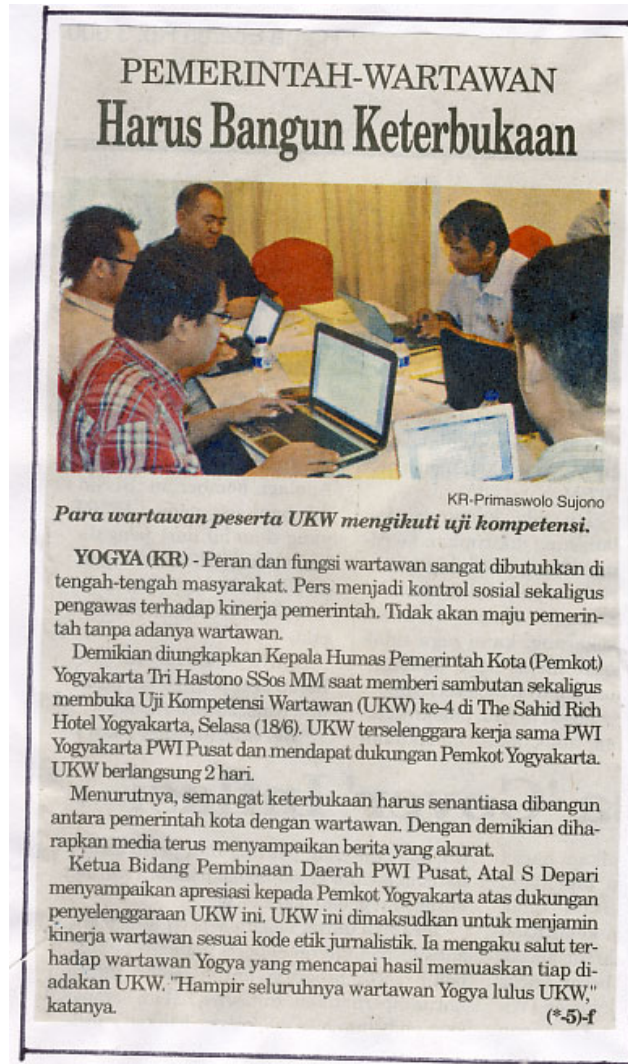 PEMERINTAH-WARTAWAN
Harus Bangun Keterbukaan
KR-Primaswolo Sujono
Para wartawan peserta UKW mengikuti uji kompetensi.
YOGYA (KR) - Peran dan fungsi wartawan sangat dibutuhkan di
tengah-tengah masyarakat. Pers menjadi kontrol sosial sekaligus
pengawas terhadap kinerja pemerintah. Tidak akan maju pemerin-
tah tanpa adanya wartawan.
Demikian diungkapkan Kepala Humas Pemerintah Kota (Pemkot)
Yogyakarta Tri Hastono SSos MM saat memberi sambutan sekaligus
membuka Uji Kompetensi Wartawan (UKW) ke-4 di The Sahid Rich
Hotel Yogyakarta, Selasa (18/6). UKW terselenggara kerja sama PWI
Yogyakarta PWI Pusat dan mendapat dukungan Pemkot Yogyakarta.
UKW berlangsung 2 hari.
Menurutnya, semangat keterbukaan harus senantiasa dibangun
antara pemerintah kota dengan wartawan. Dengan demikian diha-
rapkan media terus menyampaikan berita yang akurat.
Ketua Bidang Pembinaan Daerah PWI Pusat, Atal S Depari
menyampaikan apresiasi kepada Pemkot Yogyakarta atas dukungan
penyelenggaraan UKW ini. UKW ini dimaksudkan untuk menjamin
kinerja wartawan sesuai kode etik jurnalistik. Ia mengaku salut ter-
hadap wartawan Yogya yang mencapai hasil memuaskan tiap di-
adakan UKW. "Hampir seluruhnya wartawan Yogya lulus UKW,"
katanya.
(*-5)-f